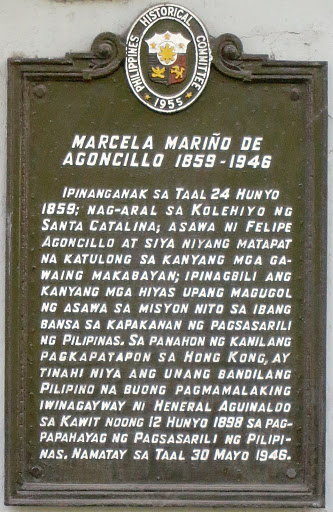 PHILIPPINES HISTORICAL COMMITTEE
1955
MARCELA MARIÑO DE
AGONCILLO 1859-1946
IPINANGANAK SA TAAL 24 HUNYO
1859; NAG-ARAL SA KOLEHIYO NG
SANTA CATALINA; ASAWA NI FELIPE
AGONCILLO AT SIYA NIYANG MATAPAT
NA KATULONG SA KANYANG MGA GA-
WAING MAKABAYAN; IPINAGBILI ANG
KANYANG MGA HIYAS UPANG MAGUGOL
NG ASAWA SA MISYON NITO SA IBANG
BANSA SA KAPAKANAN NG PAGSASARILI
NG PILIPINAS. SA PANAHON NG KANILANG
PAGKAPATAPON SA HONG KONG, AY
TINAHI NIYA ANG UNANG BANDILANG
PILIPINO NA BUONG PAGMAMALAKING
IWINAGAYWAY NI HENERAL AGUINALDO
SA KAWIT NOONG 12 HUNYO 1898 SA PAG-
PAPAHAYAG NG PAGSASARILI NG PILIPI-
NAS. NAMATAY SA TAAL 30 MAYO 1946.